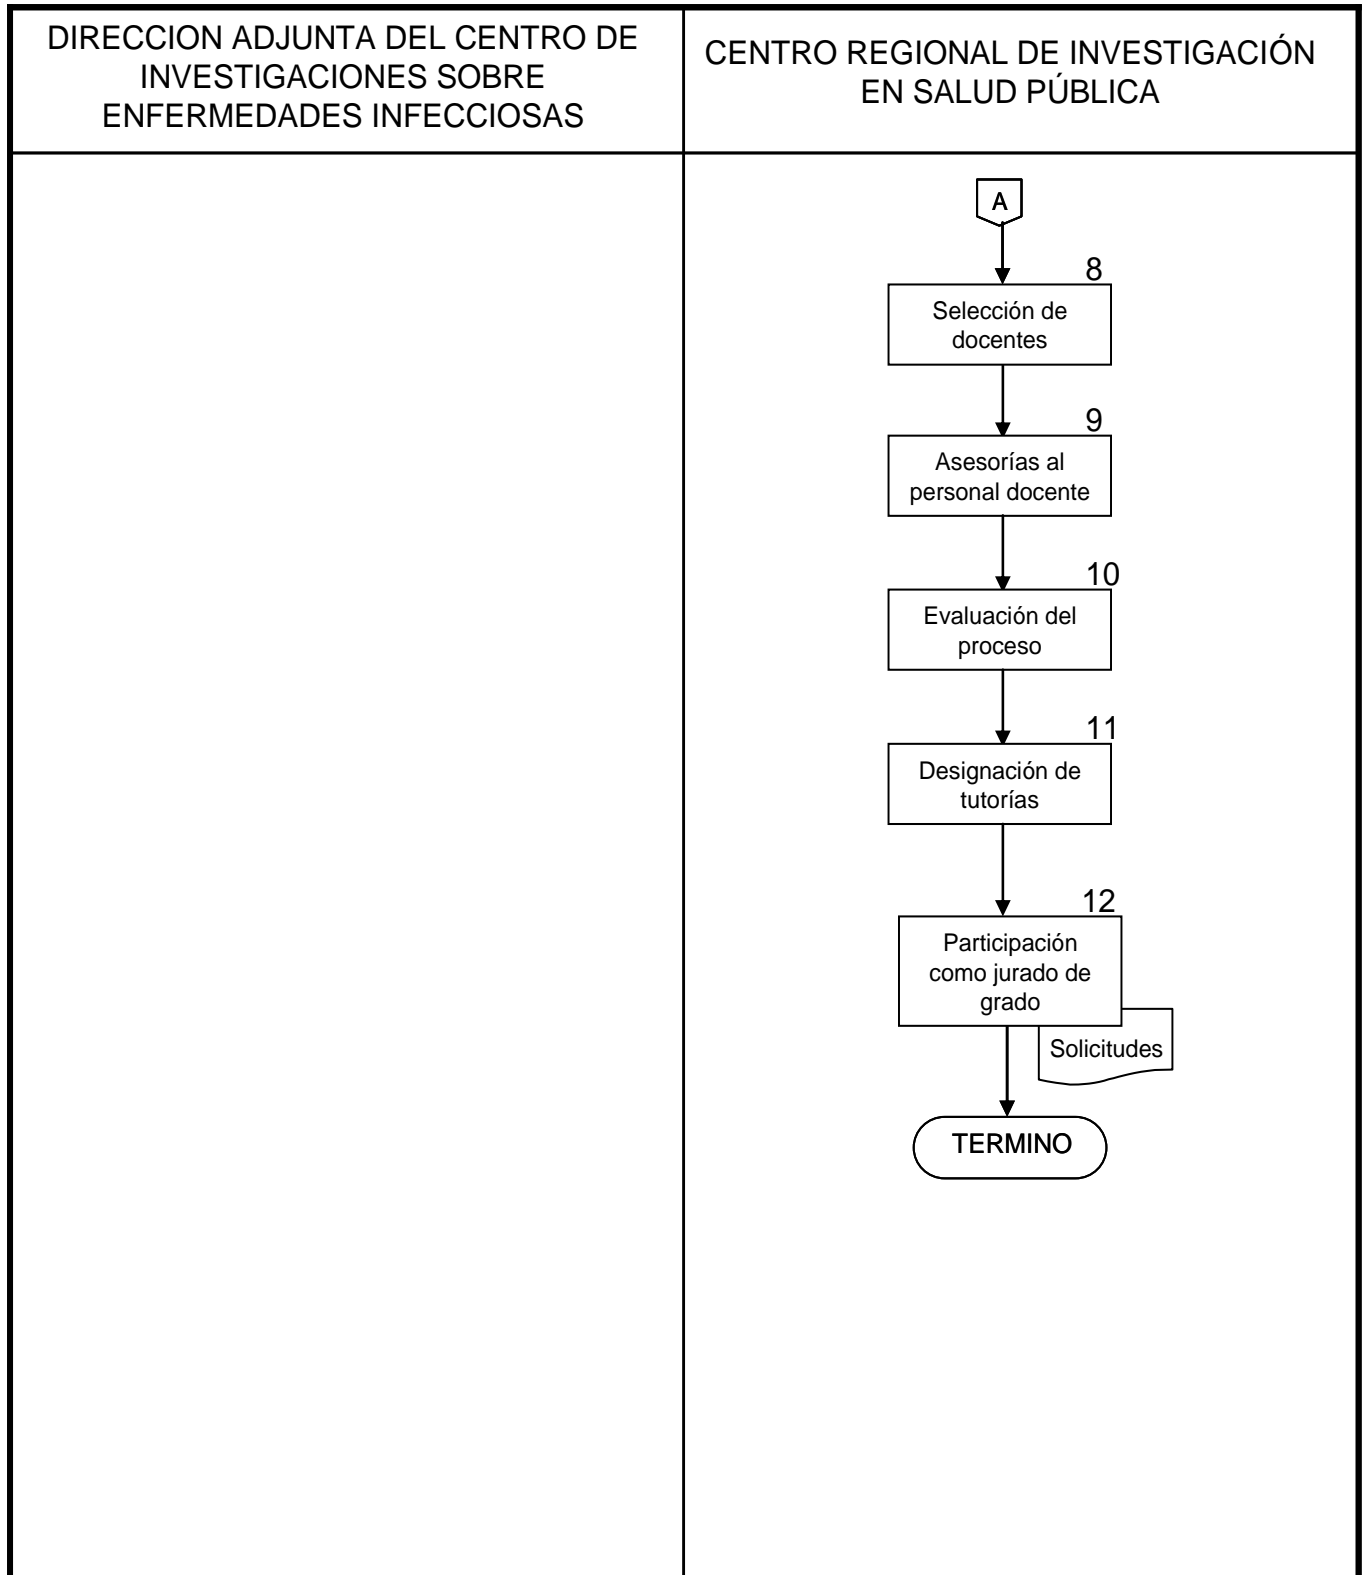 DIRECCION ADJUNTA DEL CENTRO DE
INVESTIGACIONES SOBRE
ENFERMEDADES INFECCIOSAS
CENTRO REGIONAL DE INVESTIGACIÓN
EN SALUD PÚBLICA
A
8
Selección de
docentes
9
Asesorías al
personal docente
10
Evaluación del
proceso
11
Designación de
tutorías
12
Participación
como jurado de
grado
Solicitudes
TERMINO